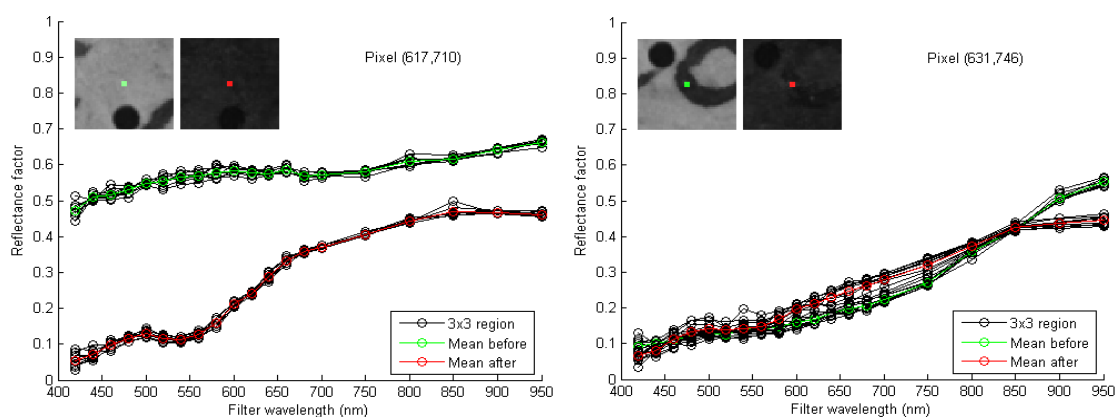 1
0.9
0.8
0.7
0.6
0.5
0.4
0.3
0.2
0.1
0
Reflectance factor
Pixel (617,710)
3x3 region
Mean before
Mean after
400 450 500 550 600 650 700 750 800 850 900 950
Filter wavelength (nm)
1
0.9
0.8
0.7
0.6
0.5
0.4
0.3
0.2
0.1
0
Reflectance factor
Pixel (631,746)
3x3 region
Mean before
Mean after
400 450 500 550 600 650 700 750 800 850 900 950
Filter wavelength (nm)